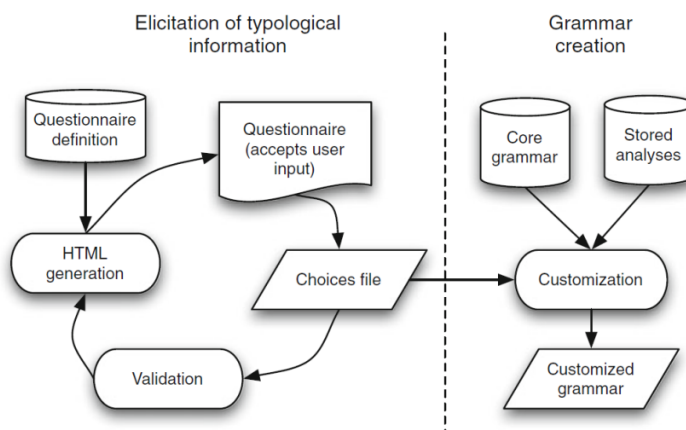 Elicitation of typological
information
Grammar
creation
Questionnaire
definition
Questionnaire
(accepts user
input)
Core
grammar
Stored
analyses
HTML
generation
Choices file
Customization
Validation
Customized
grammar